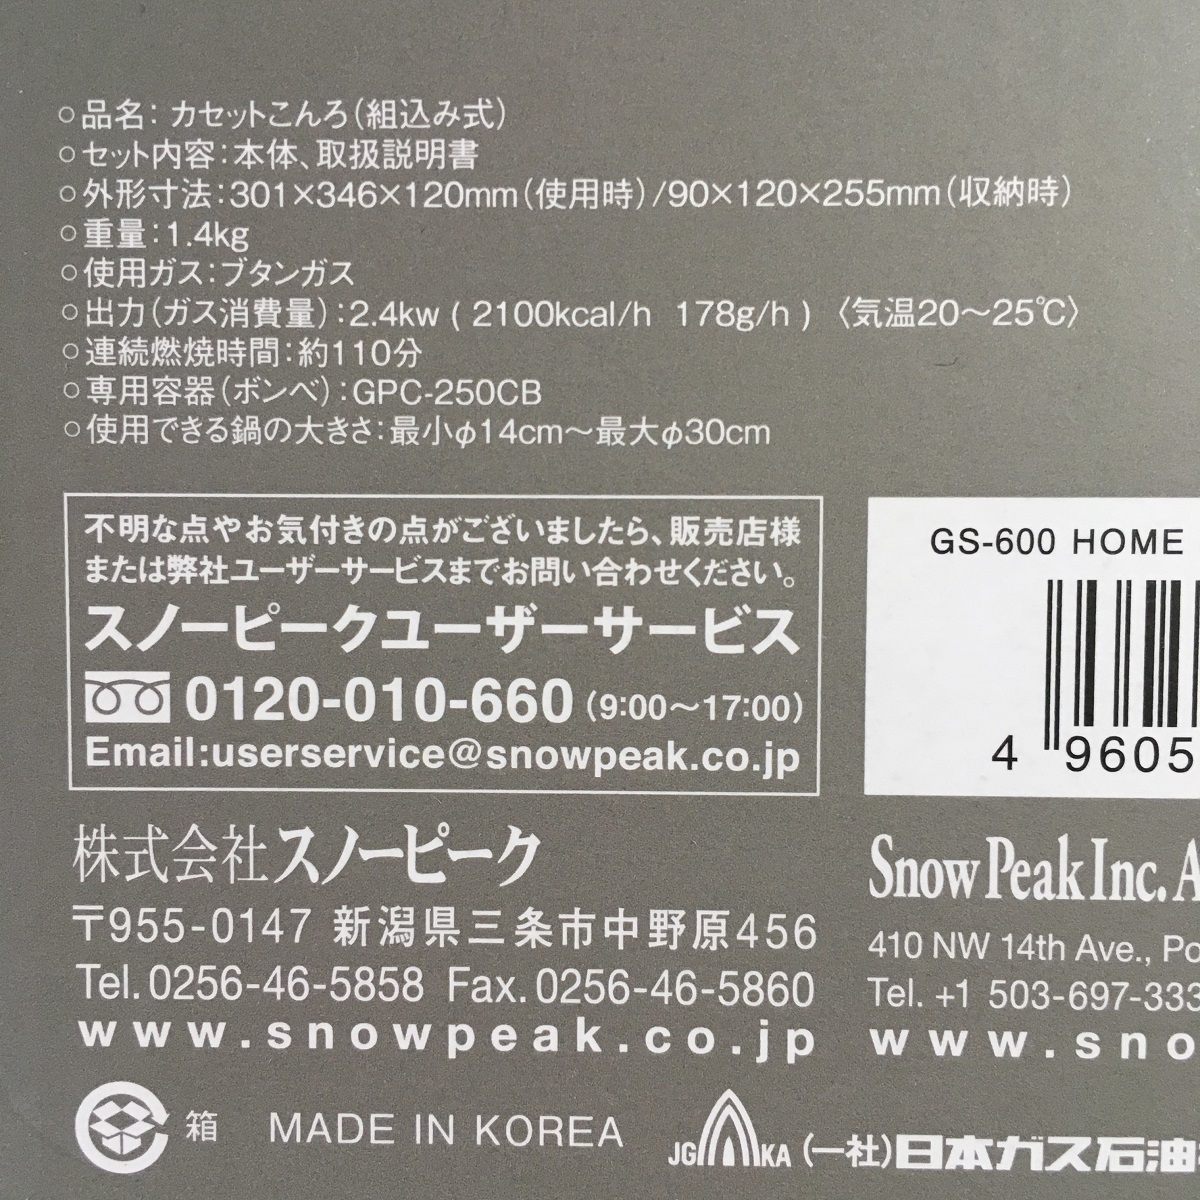 ○品名：カセットこんろ（組込み式）
○セット内容：本体、取扱説明書
○外形寸法：301×346×120mm（使用時）/90×120×255mm（収納時）
○重量：1.4kg
○使用ガス：ブタンガス
○出力（ガス消費量）：2.4kw ( 2100kcal/h 178g/h ) 〈気温20～25℃〉
○連続燃焼時間：約110分
○専用容器（ボンベ）：GPC-250CB
○使用できる鍋の大きさ：最小φ14cm～最大φ30cm
不明な点やお気付きの点がございましたら、販売店様
または弊社ユーザーサービスまでお問い合わせください。
スノーピークユーザーサービス
0120-010-660（9:00～17:00）
Email:userservice@snowpeak.co.jp
GS-600 HOME
4 9605
株式会社スノーピーク
〒955-0147 新潟県三条市中野原456
Tel.0256-46-5858 Fax.0256-46-5860
www.snowpeak.co.jp
Snow Peak Inc. A
410 NW 14th Ave., Po
Tel. +1 503-697-333
www.sno
箱 MADE IN KOREA
JG KA （一社）日本ガス石油